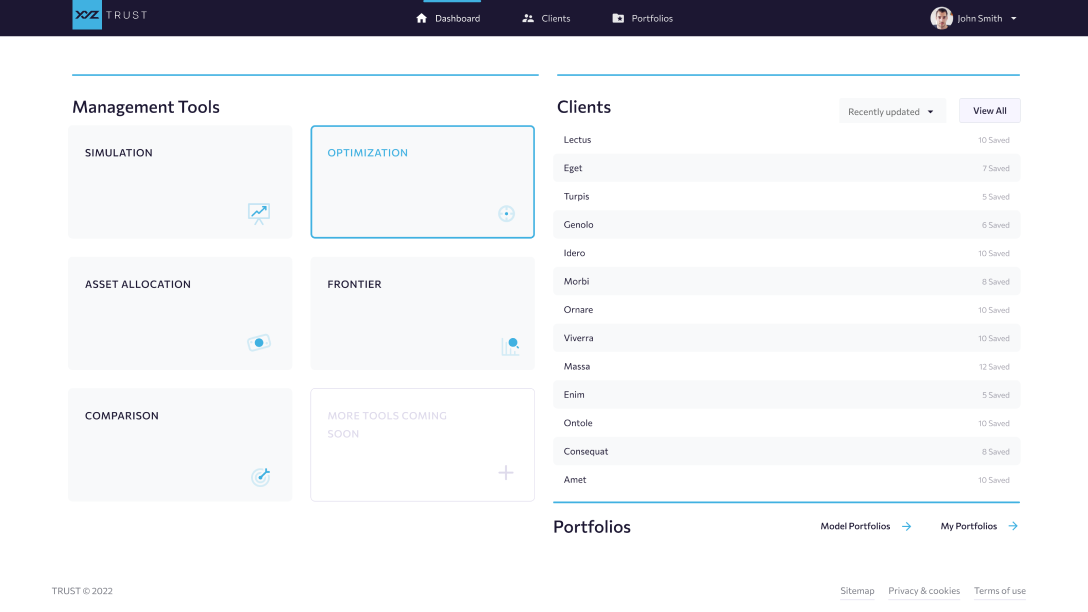 XYZ TRUST
Dashboard
Clients
Portfolios
John Smith
Management Tools
SIMULATION
OPTIMIZATION
ASSET ALLOCATION
FRONTIER
COMPARISON
MORE TOOLS COMING
SOON
Clients
Recently updated
View All
Lectus 10 Saved
Eget 7 Saved
Turpis 5 Saved
Genolo 6 Saved
Idero 10 Saved
Morbi 8 Saved
Ornare 10 Saved
Viverra 10 Saved
Massa 12 Saved
Enim 5 Saved
Ontole 10 Saved
Consequat 8 Saved
Amet 10 Saved
Portfolios
Model Portfolios
My Portfolios
TRUST © 2022
Sitemap
Privacy & cookies
Terms of use